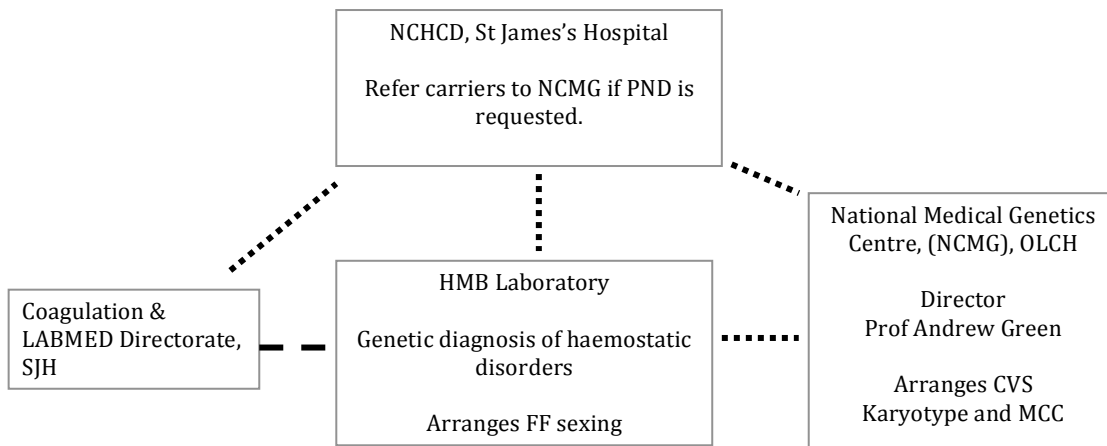 NCHCD, St James’s Hospital
Refer carriers to NCMG if PND is
requested.
Coagulation &
LABMED Directorate,
SJH
HMB Laboratory
Genetic diagnosis of haemostatic
disorders
Arranges FF sexing
National Medical Genetics
Centre, (NCMG), OLCH
Director
Prof Andrew Green
Arranges CVS
Karyotype and MCC